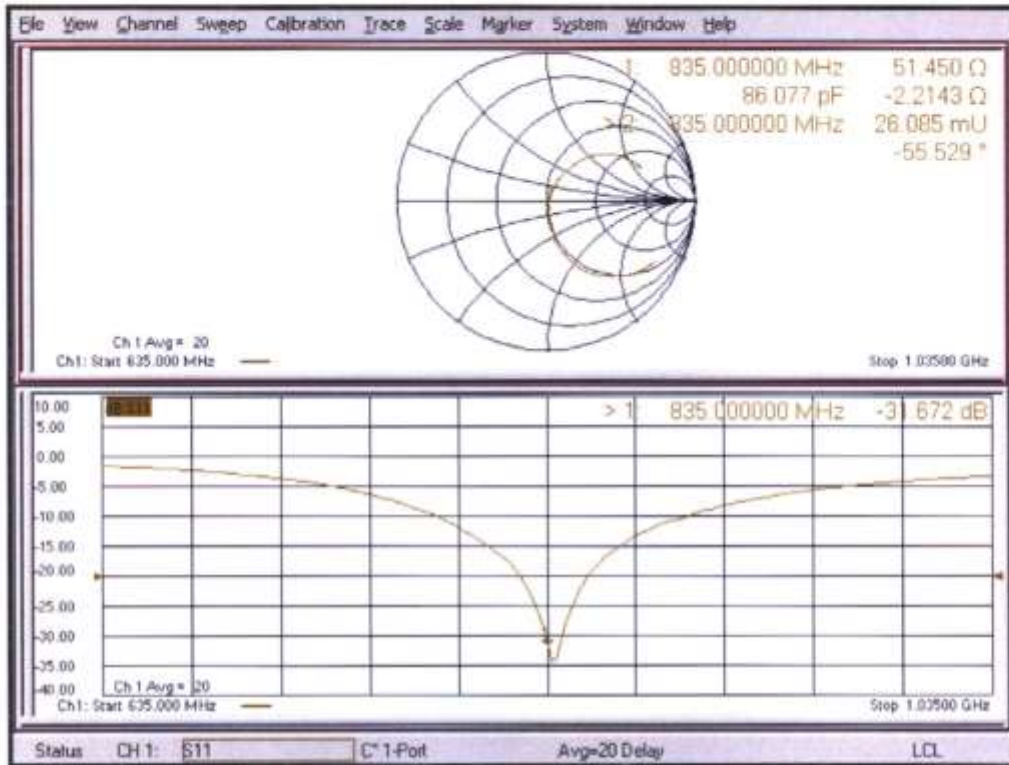 File View Channel Sweep Calibration Trace Scale Marker System Window Help
1 835.000000 MHz 51.450 Ω
86.077 pF -2.2143 Ω
> 2: 835.000000 MHz 26.085 mU
-55.529 °
Ch 1 Avg = 20
Ch1: Start 635.000 MHz
Stop 1.03500 GHz
> 1: 835.000000 MHz -31.672 dB
10.00
5.00
0.00
-5.00
-10.00
-15.00
-20.00
-25.00
-30.00
-35.00
-40.00
Ch 1 Avg = 20
Ch1: Start 635.000 MHz
Stop 1.03500 GHz
Status CH 1: S11 C* 1-Port Avg=20 Delay LCL